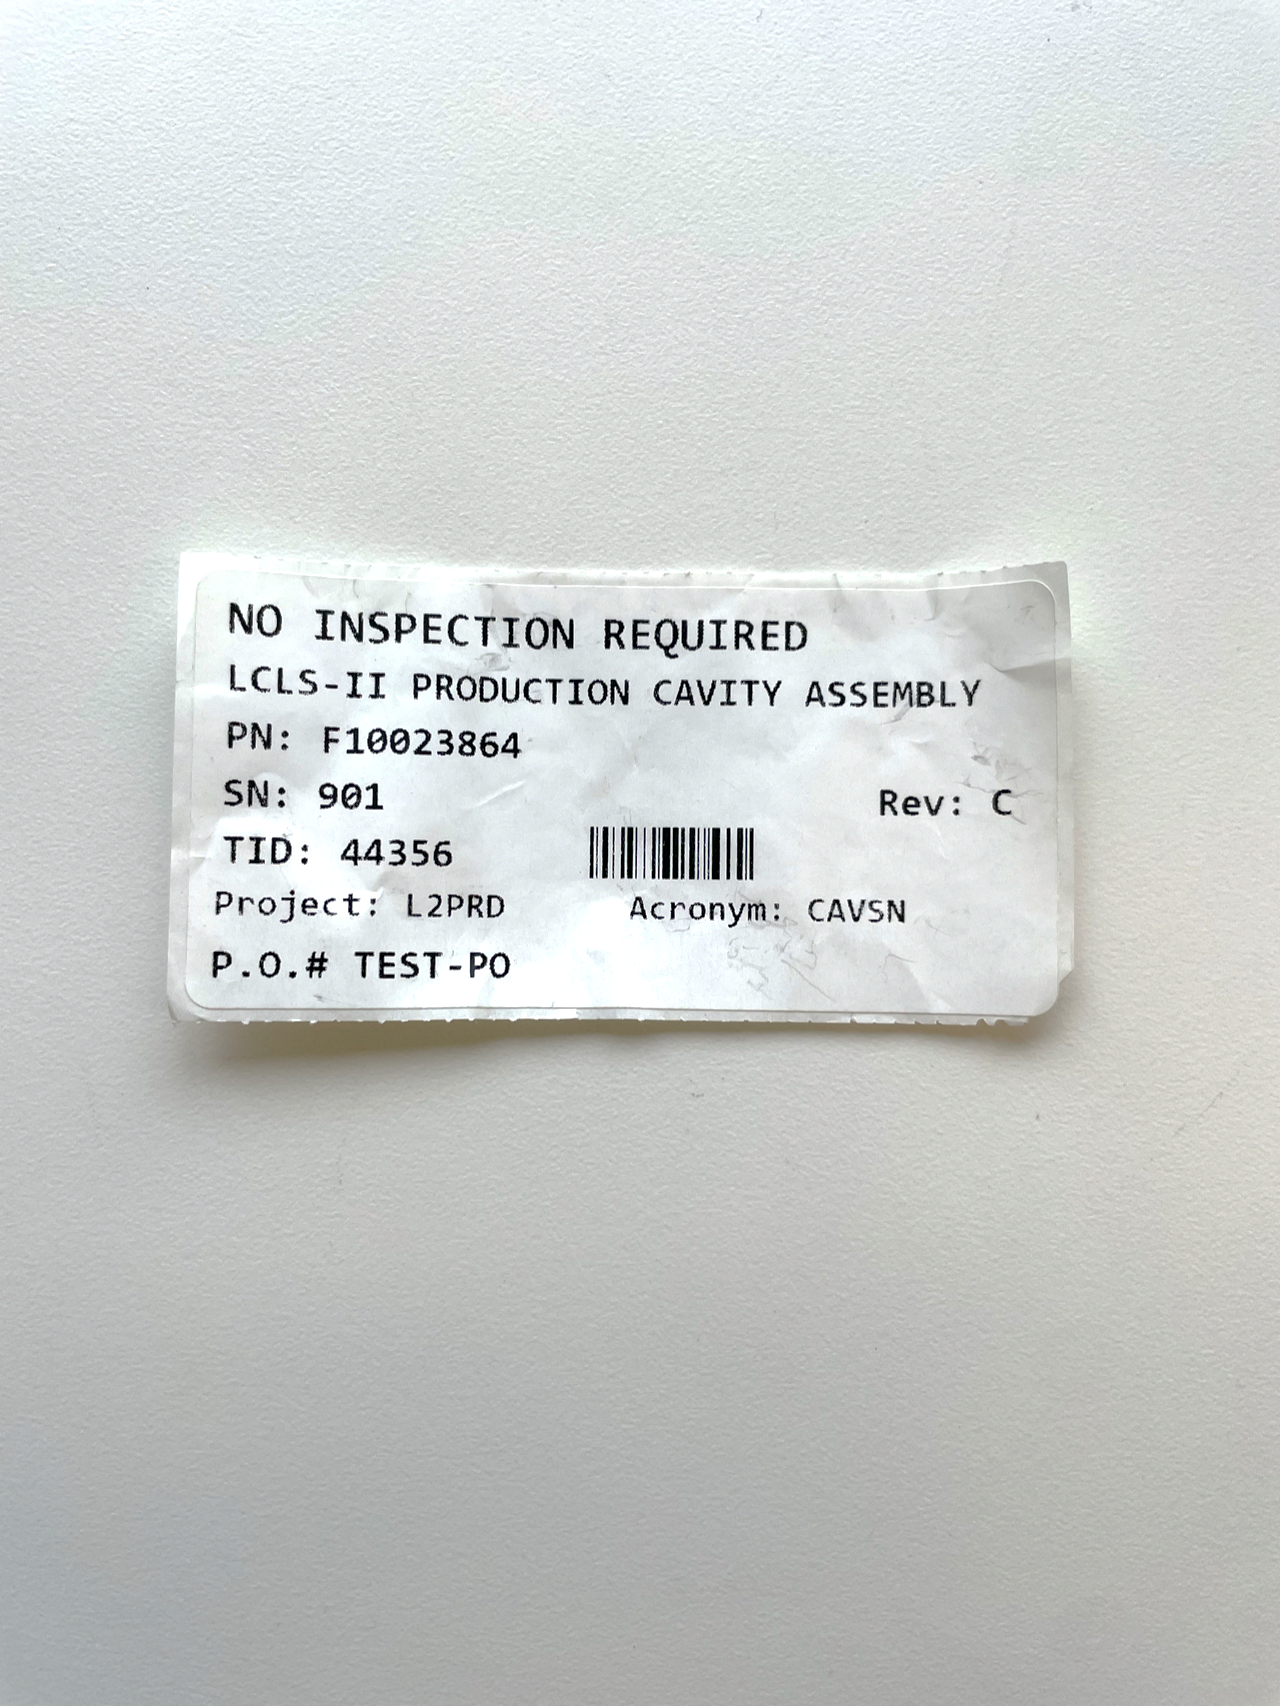 NO INSPECTION REQUIRED
LCLS-II PRODUCTION CAVITY ASSEMBLY
PN: F10023864
SN: 901
Rev: C
TID: 44356
Project: L2PRD
Acronym: CAVSN
P.O.# TEST-PO